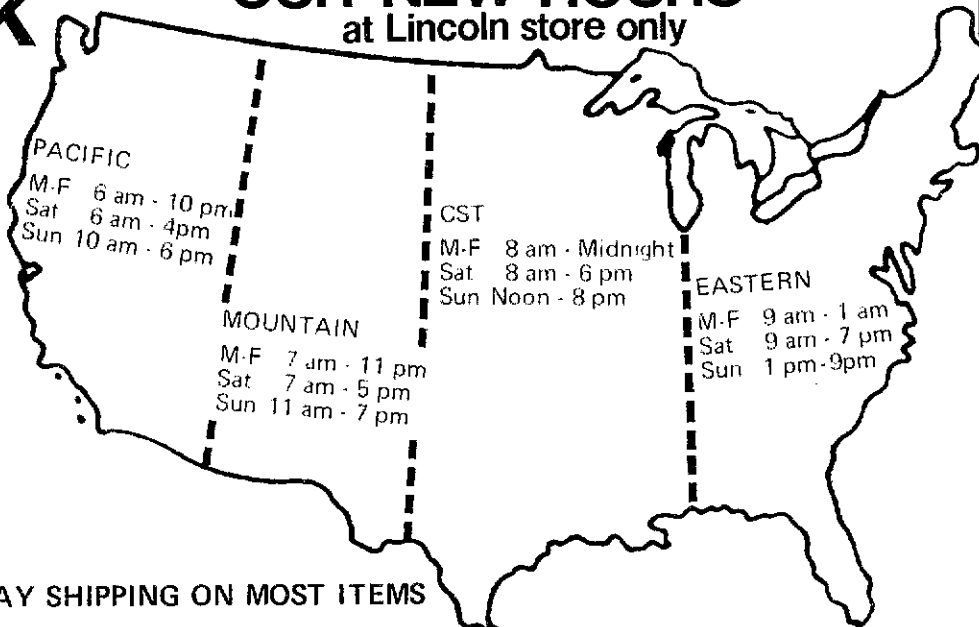 OUR NEW HOURS
at Lincoln store only
PACIFIC
M-F 6 am - 10 pm
Sat 6 am - 4pm
Sun 10 am - 6 pm
MOUNTAIN
M-F 7 am - 11 pm
Sat 7 am - 5 pm
Sun 11 am - 7 pm
CST
M-F 8 am - Midnight
Sat 8 am - 6 pm
Sun Noon - 8 pm
EASTERN
M-F 9 am - 1 am
Sat 9 am - 7 pm
Sun 1 pm-9pm
AY SHIPPING ON MOST ITEMS